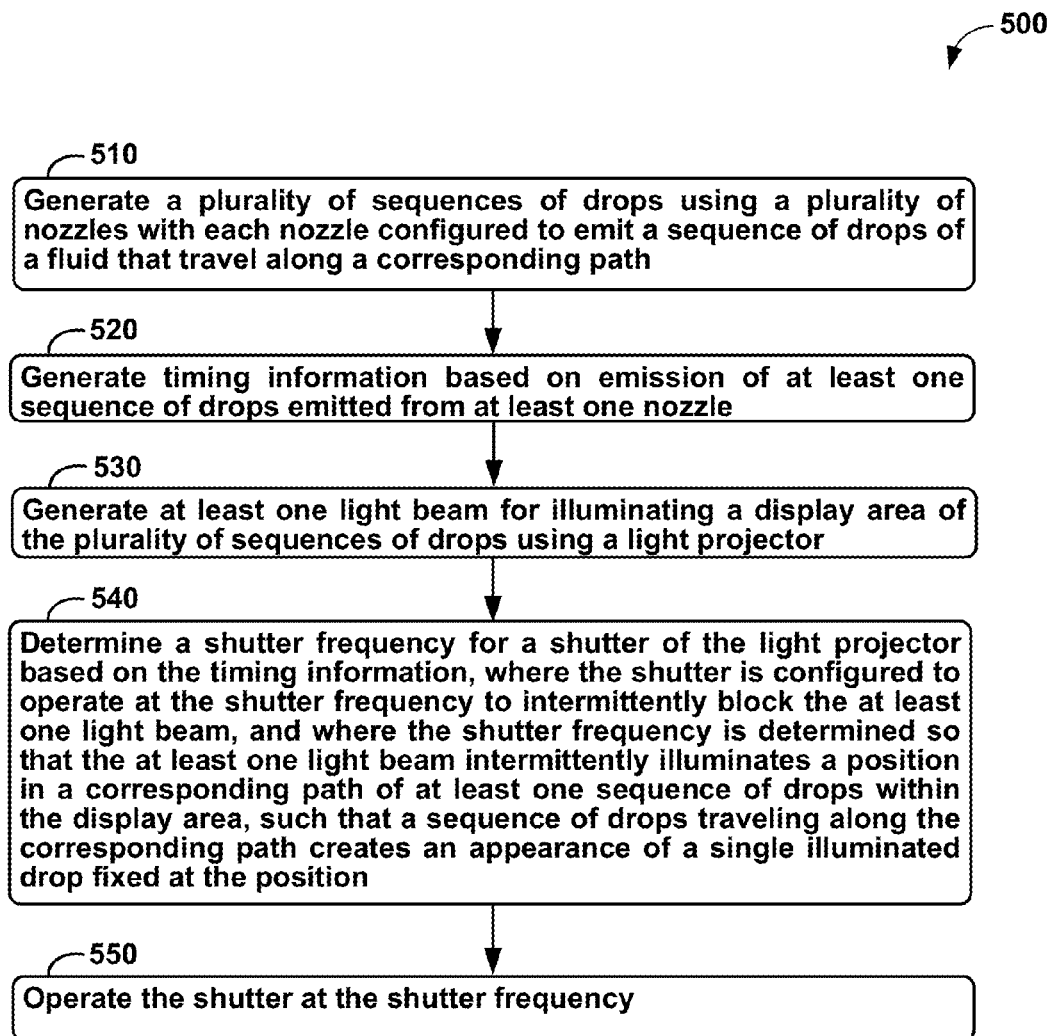 500
510
Generate a plurality of sequences of drops using a plurality of
nozzles with each nozzle configured to emit a sequence of drops of
a fluid that travel along a corresponding path
520
Generate timing information based on emission of at least one
sequence of drops emitted from at least one nozzle
530
Generate at least one light beam for illuminating a display area of
the plurality of sequences of drops using a light projector
540
Determine a shutter frequency for a shutter of the light projector
based on the timing information, where the shutter is configured to
operate at the shutter frequency to intermittently block the at least
one light beam, and where the shutter frequency is determined so
that the at least one light beam intermittently illuminates a position
in a corresponding path of at least one sequence of drops within
the display area, such that a sequence of drops traveling along the
corresponding path creates an appearance of a single illuminated
drop fixed at the position
550
Operate the shutter at the shutter frequency